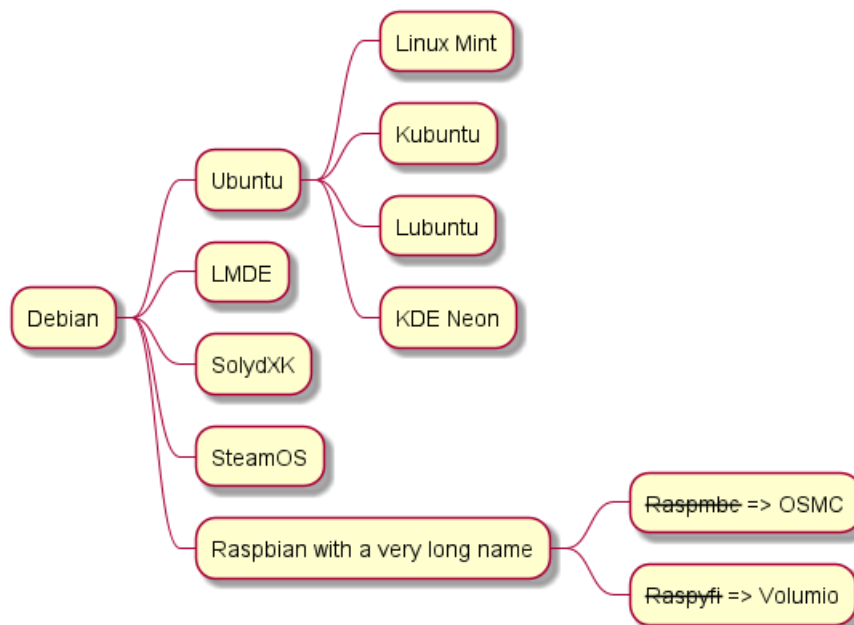 Linux Mint
Kubuntu
Ubuntu
Lubuntu
LMDE
KDE Neon
Debian
SolydXK
SteamOS
Raspmbc => OSMC
Raspbian with a very long name
Raspyfi => Volumio